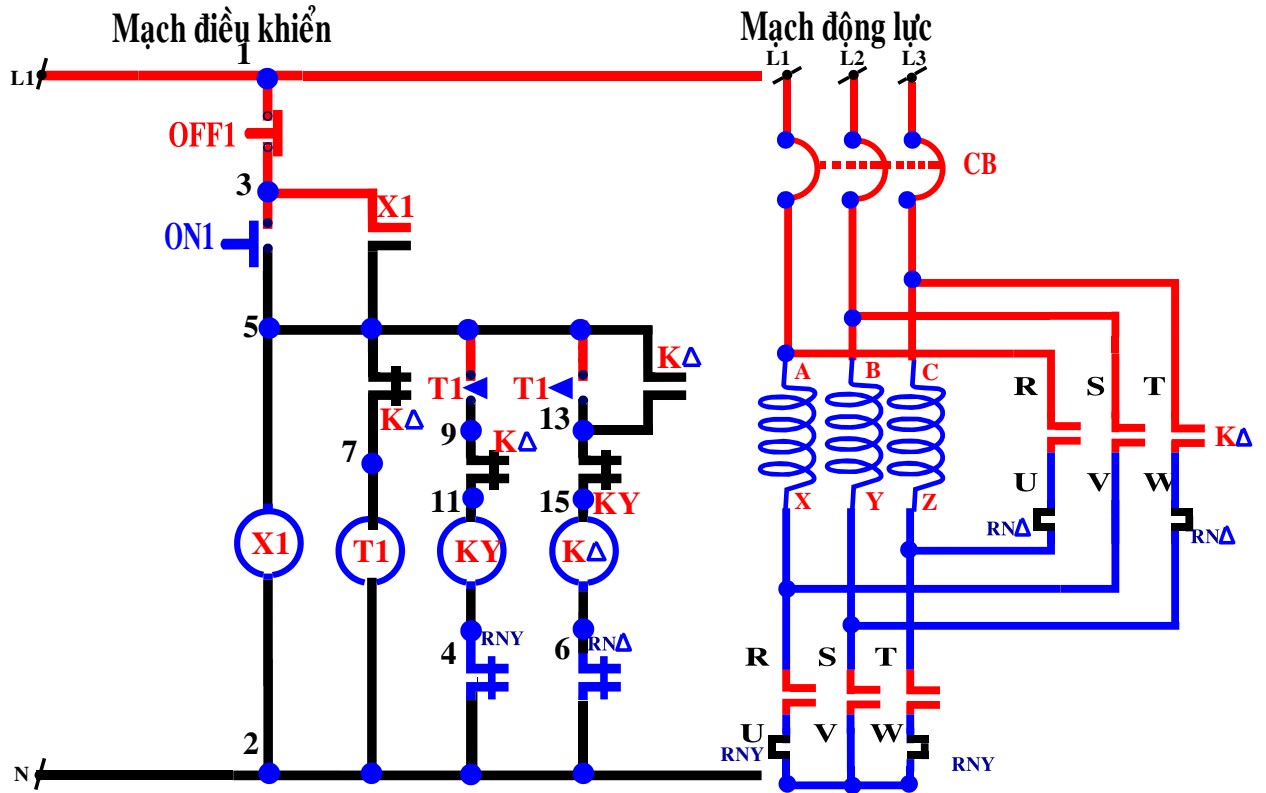 Mạch điều khiển
Mạch động lực
1
L1
L1 L2 L3
OFF1
CB
3
X1
ON1
5
KΔ
T1
T1
KΔ
9
13
KΔ
7
11
15
KY
X1
T1
KY
KΔ
4
RNY
6
RNΔ
2
N
A B C
R S T
KΔ
X Y Z
U V W
RNΔ
RNΔ
R S T
U V W
RNY
RNY